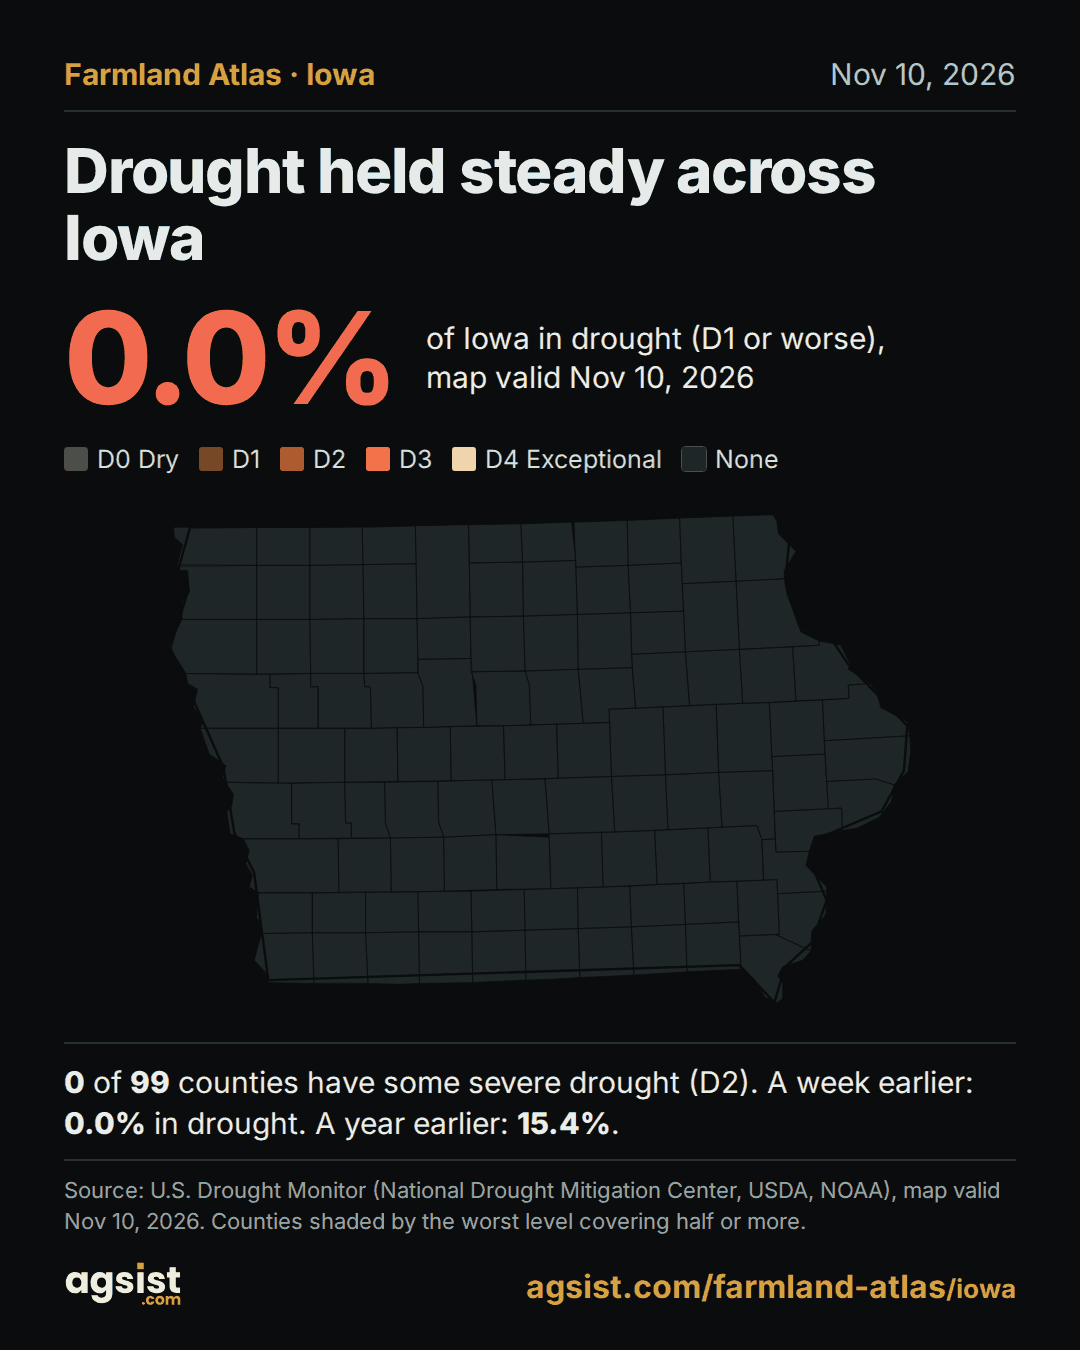 Farmland Atlas · Iowa
Nov 10, 2026
Drought held steady across
Iowa
0.0%
of Iowa in drought (D1 or worse),
map valid Nov 10, 2026
D0 Dry D1 D2 D3 D4 Exceptional None
0 of 99 counties have some severe drought (D2). A week earlier:
0.0% in drought. A year earlier: 15.4%.
Source: U.S. Drought Monitor (National Drought Mitigation Center, USDA, NOAA), map valid
Nov 10, 2026. Counties shaded by the worst level covering half or more.
agsist
.com
agsist.com/farmland-atlas/iowa